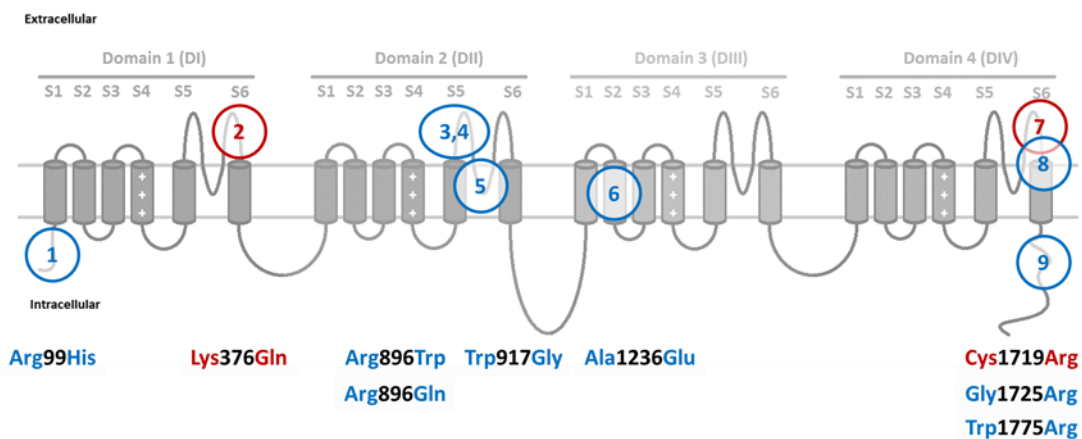 Extracellular
Domain 1 (DI) Domain 2 (DII) Domain 3 (DIII) Domain 4 (DIV)
S1 S2 S3 S4 S5 S6 S1 S2 S3 S4 S5 S6 S1 S2 S3 S4 S5 S6 S1 S2 S3 S4 S5 S6
2 3,4 7
+ + + +
+ + + +
+ + + +
5 6 8
1 9
Intracellular
Arg99His Lys376Gln Arg896Trp Trp917Gly Ala1236Glu Cys1719Arg
Arg896Gln Gly1725Arg
Trp1775Arg